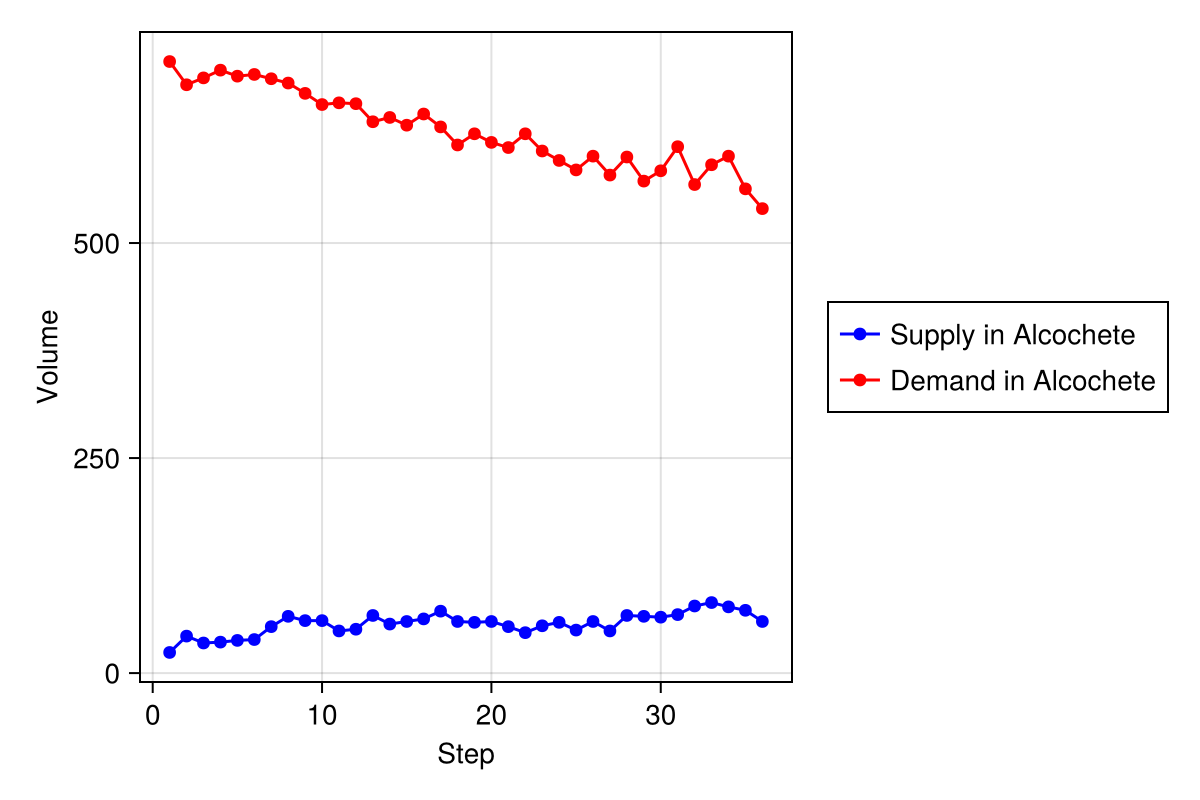 Volume
500
250
0
0 10 20 30
Step
Supply in Alcochete
Demand in Alcochete